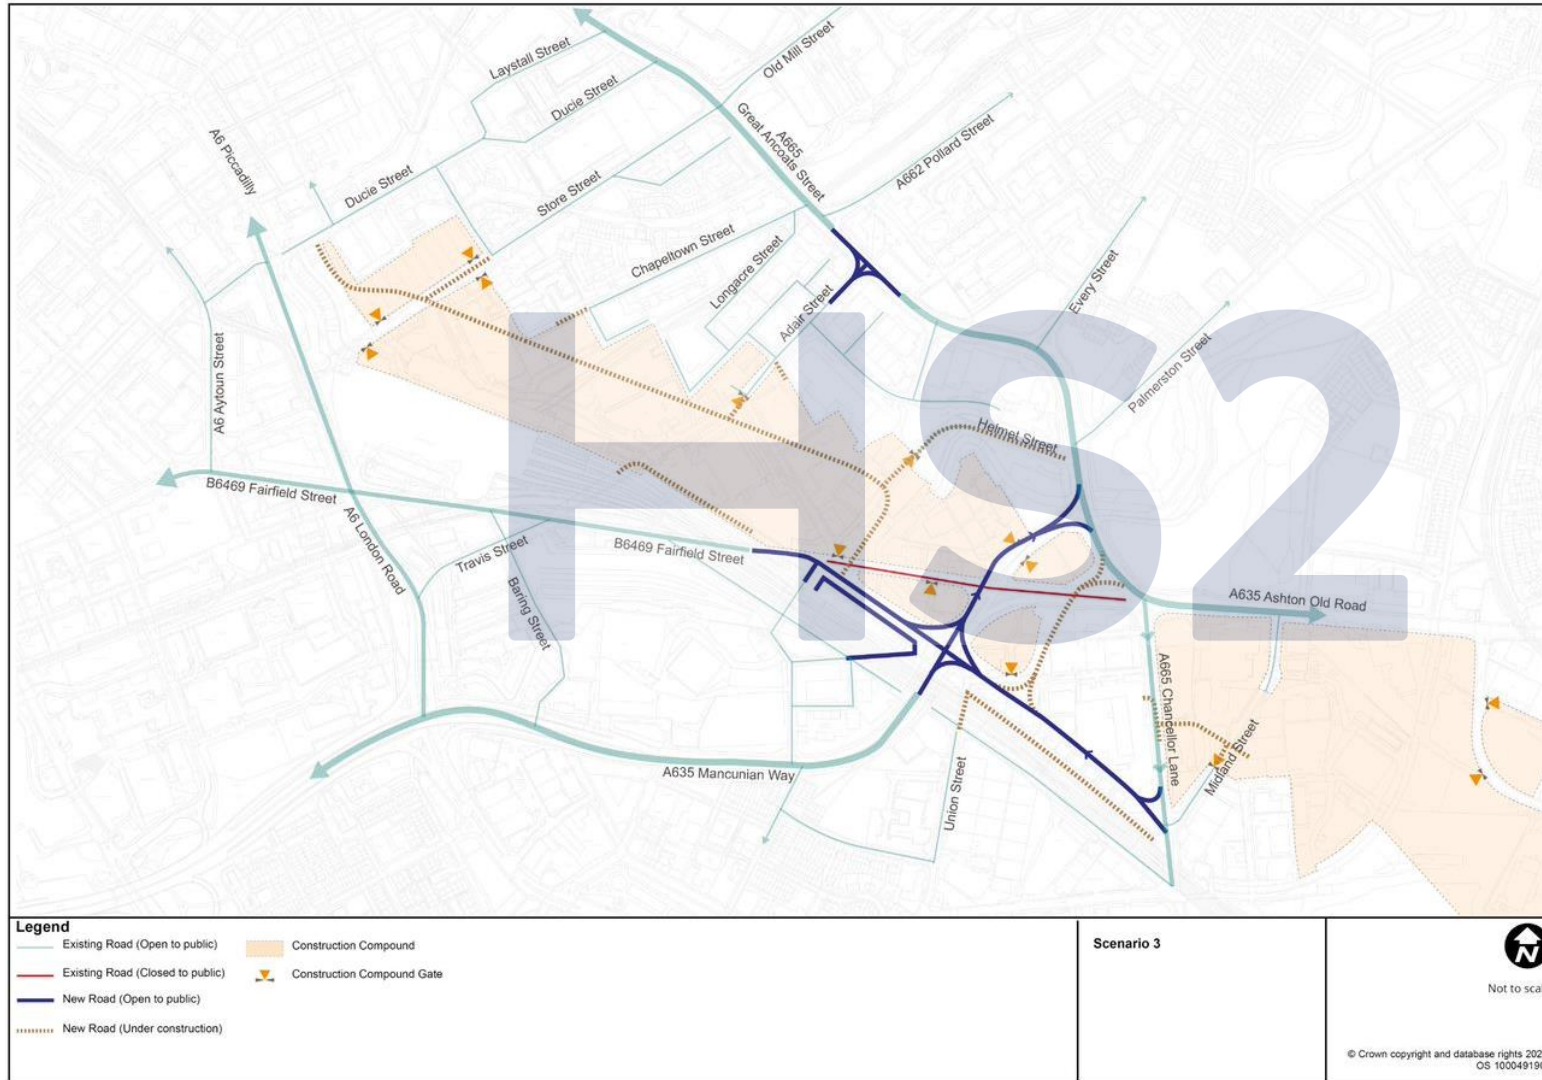 Laystall Street
Old Mill Street
Ducie Street
A665
Great Ancoats Street
A6 Piccadilly
A662 Pollard Street
Ducie Street
Store Street
Chapeltown Street
Longacre Street
Every Street
Adair Street
A6 Aytoun Street
Palmerston Street
HS2
Helmet Street
B6469 Fairfield Street
A6 London Road
Travis Street
B6469 Fairfield Street
Baring Street
A635 Ashton Old Road
A665 Chancellor Lane
Midland Street
A635 Mancunian Way
Union Street
Legend
Existing Road (Open to public)
Existing Road (Closed to public)
New Road (Open to public)
New Road (Under construction)
Construction Compound
Construction Compound Gate
Scenario 3
N
Not to
© Crown copyright and database rights
OS